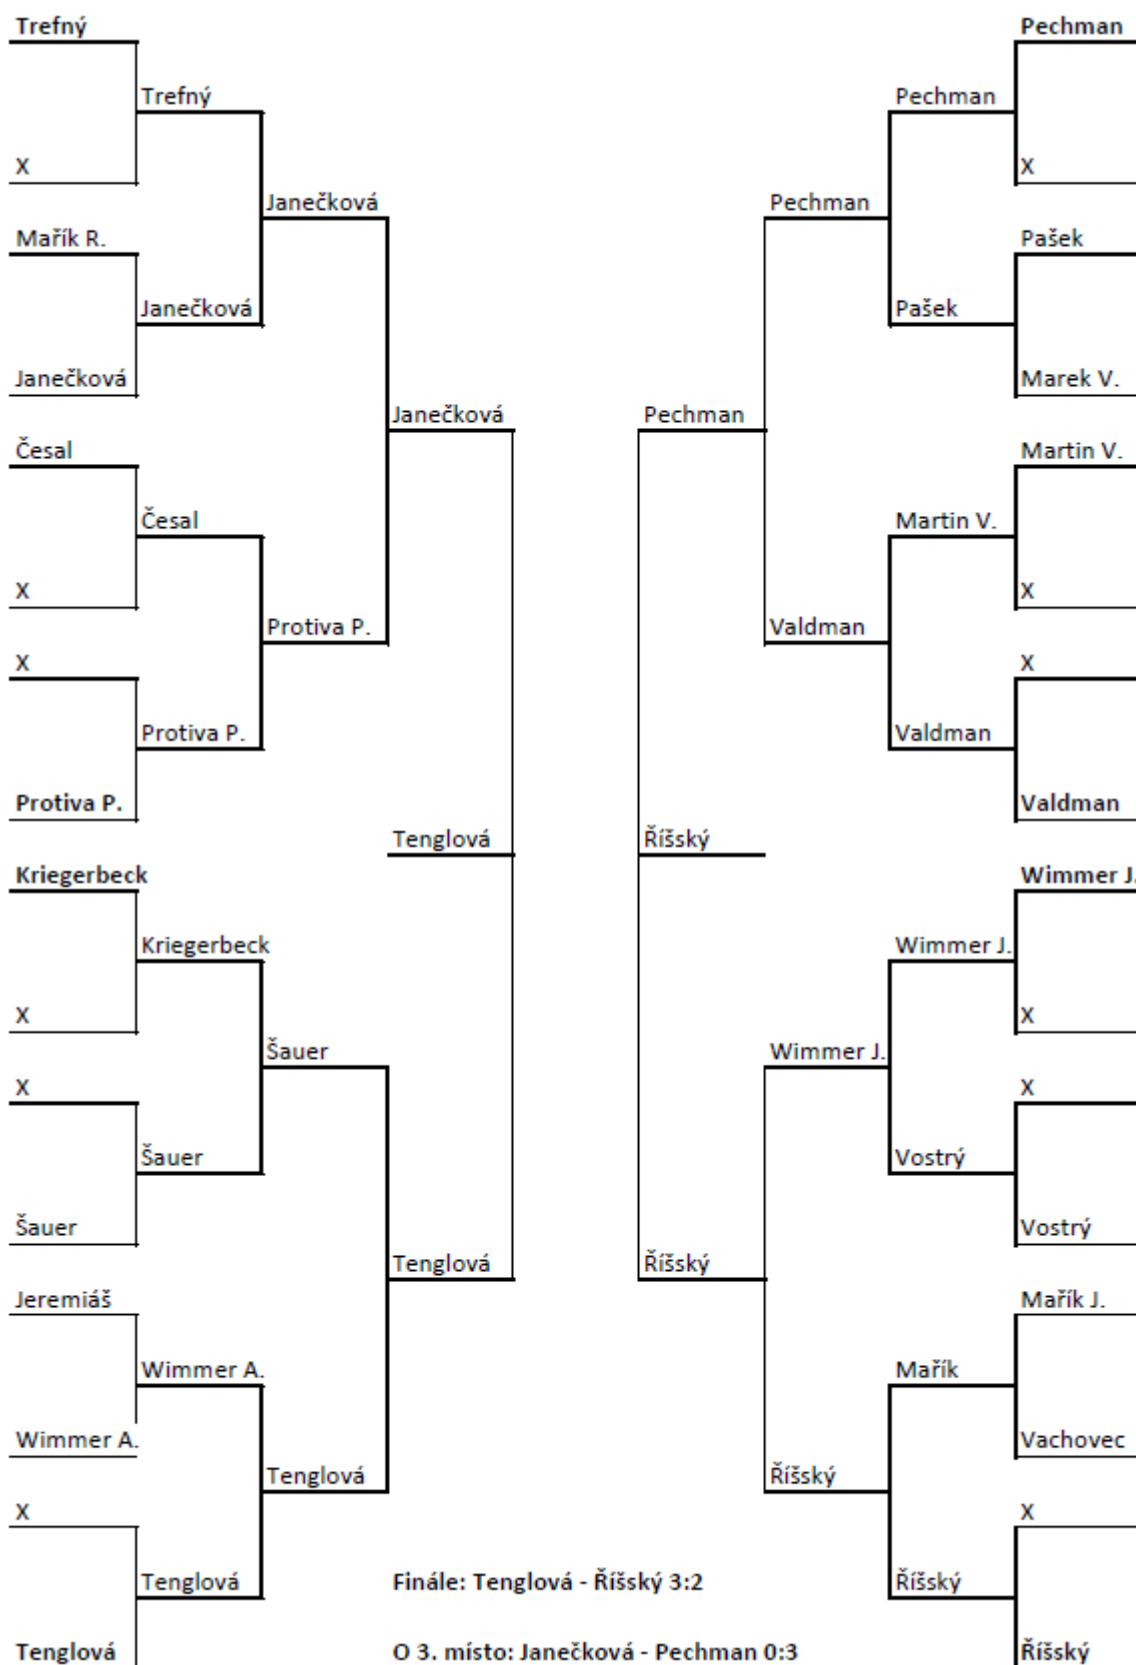 Trefný
Pechman
Trefný
Pechman
X
X
Janečková
Pechman
Mařík R.
Pašek
Janečková
Pašek
Janečková
Marek V.
Janečková
Pechman
Česal
Martin V.
Česal
Martin V.
X
X
Protiva P.
Valdman
X
X
Protiva P.
Valdman
Protiva P.
Valdman
Tenglová
Říšský
Kriegerbeck
Wimmer J.
Kriegerbeck
Wimmer J.
X
X
Šauer
Wimmer J.
X
X
Šauer
Vostrý
Šauer
Vostrý
Tenglová
Říšský
Jeremiáš
Mařík J.
Wimmer A.
Mařík
Wimmer A.
Vachovec
Tenglová
Říšský
X
X
Tenglová
Finále: Tenglová - Říšský 3:2
Říšský
Tenglová
O 3. místo: Janečková - Pechman 0:3
Říšský